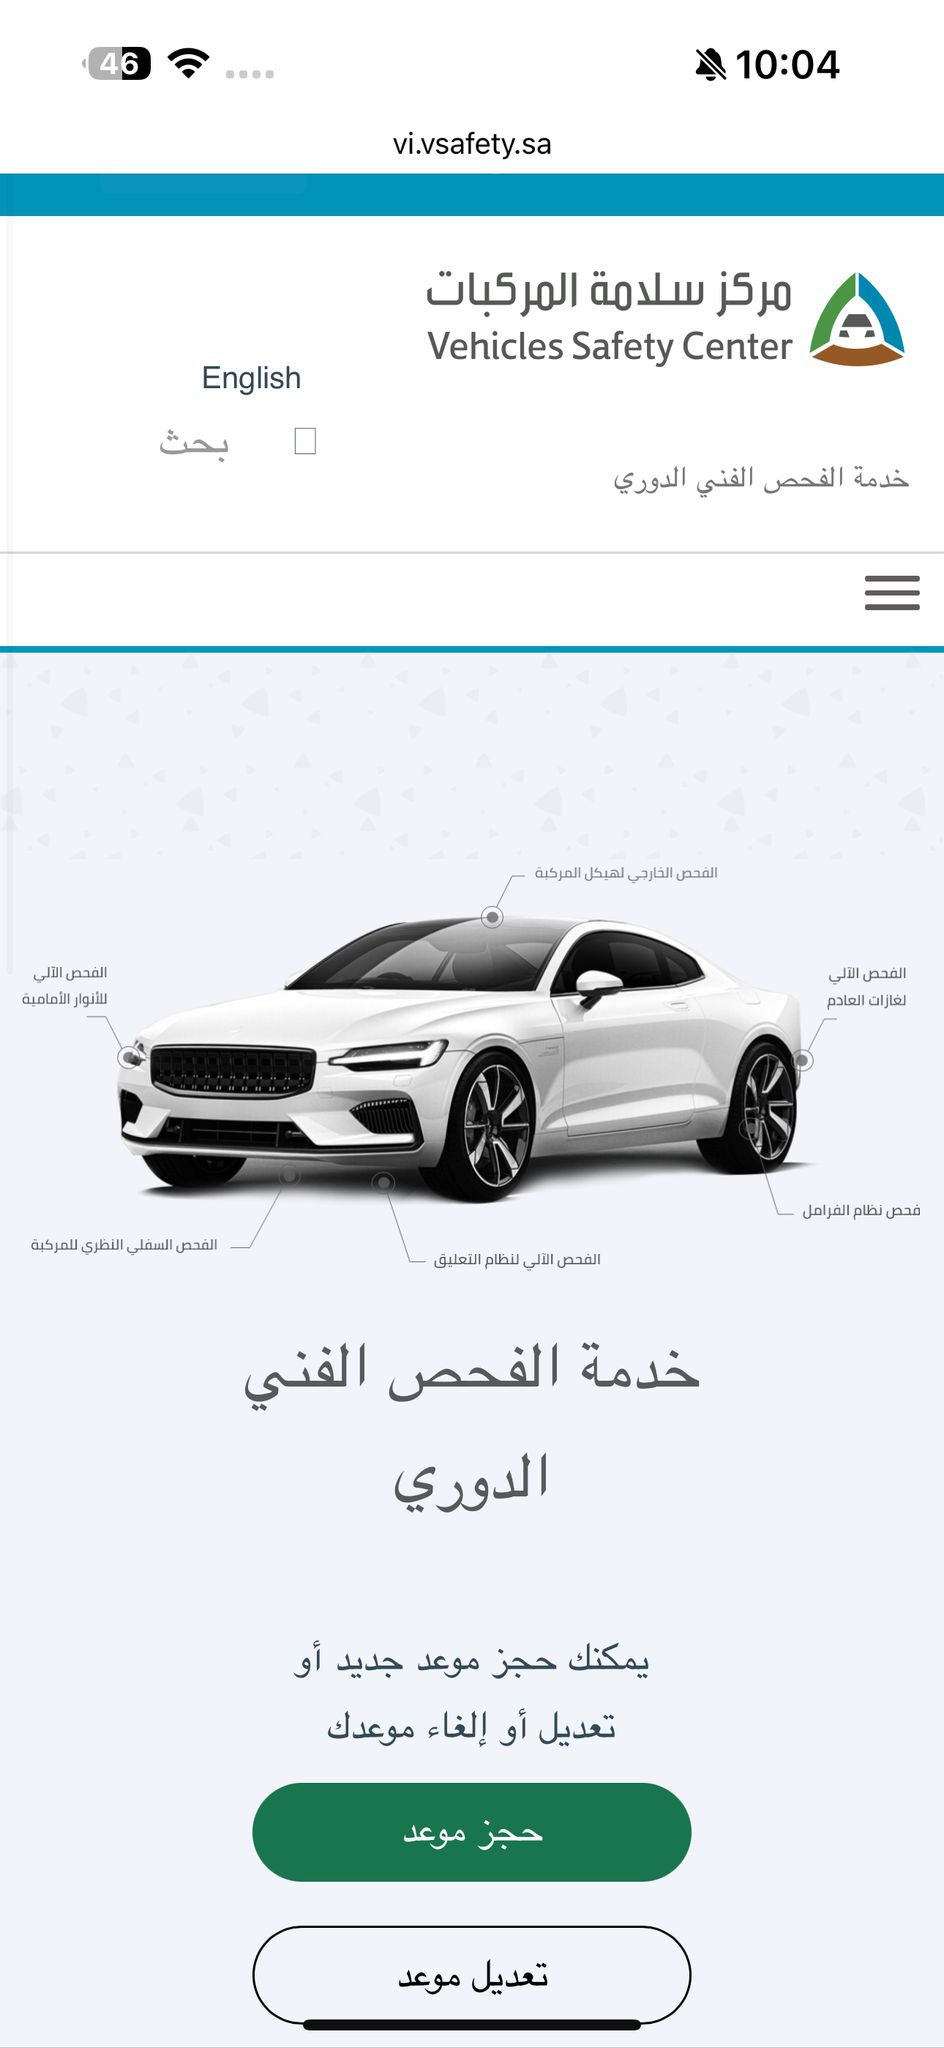 46
10:04
vi.vsafety.sa
مركز سلامة المركبات
Vehicles Safety Center
English
بحث
خدمة الفحص الفني الدوري
الفحص الخارجي لهيكل المركبة
الفحص الآلي
لغازات العادم
الفحص الآلي
للأنوار الأمامية
فحص نظام الفرامل
الفحص الآلي لنظام التعليق
الفحص السفلي النظري للمركبة
خدمة الفحص الفني
الدوري
يمكنك حجز موعد جديد أو
تعديل أو إلغاء موعدك
حجز موعد
تعديل موعد